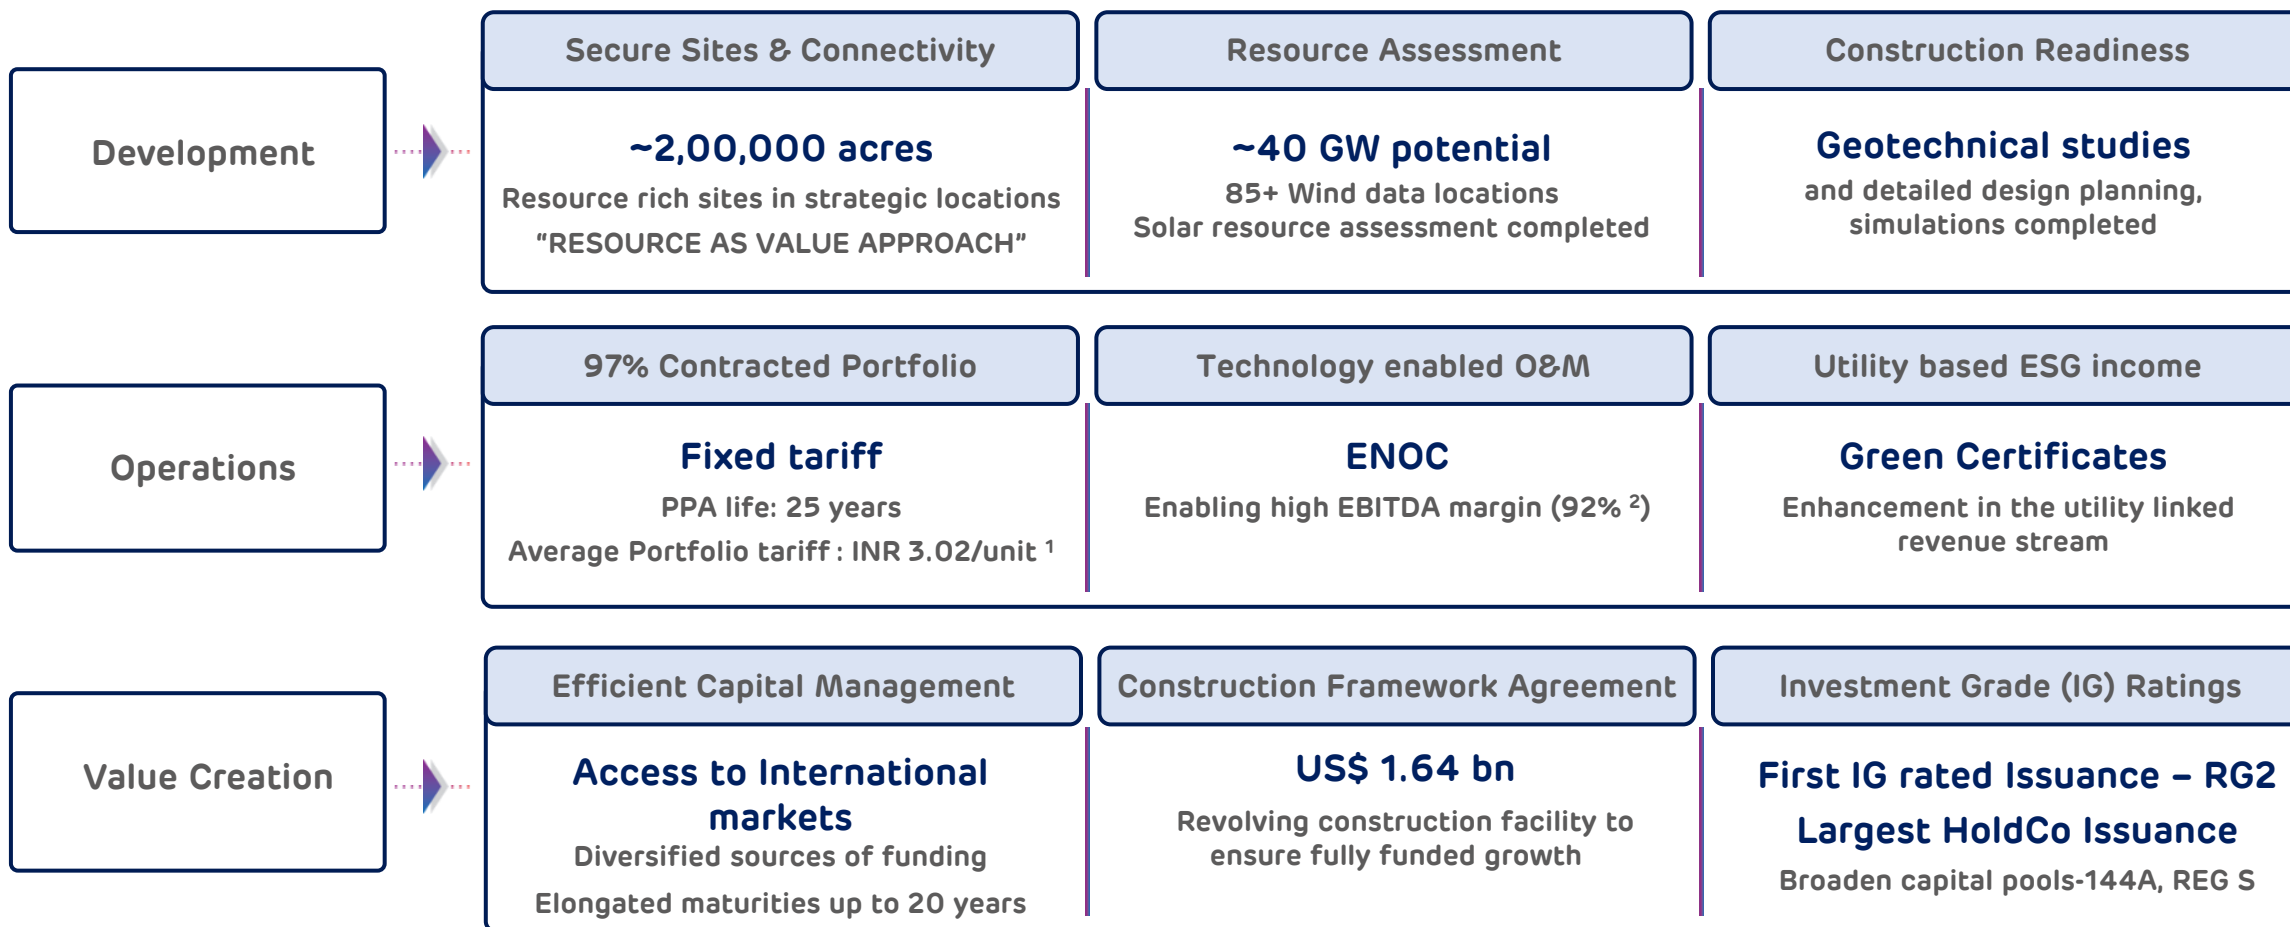 Development
Secure Sites & Connectivity
~2,00,000 acres
Resource rich sites in strategic locations
“RESOURCE AS VALUE APPROACH”
Resource Assessment
~40 GW potential
85+ Wind data locations
Solar resource assessment completed
Construction Readiness
Geotechnical studies
and detailed design planning,
simulations completed
Operations
97% Contracted Portfolio
Fixed tariff
PPA life: 25 years
Average Portfolio tariff : INR 3.02/unit ¹
Technology enabled O&M
ENOC
Enabling high EBITDA margin (92% ²)
Utility based ESG income
Green Certificates
Enhancement in the utility linked
revenue stream
Value Creation
Efficient Capital Management
Access to International
markets
Diversified sources of funding
Elongated maturities up to 20 years
Construction Framework Agreement
US$ 1.64 bn
Revolving construction facility to
ensure fully funded growth
Investment Grade (IG) Ratings
First IG rated Issuance – RG2
Largest HoldCo Issuance
Broaden capital pools-144A, REG S